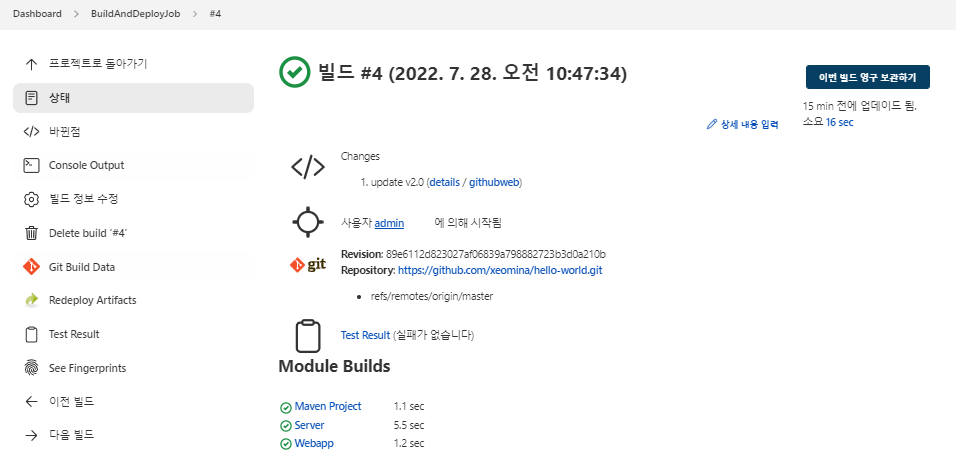 Dashboard > BuildAndDeployJob > #4
프로젝트로 돌아가기
상태
바뀐점
Console Output
빌드 정보 수정
Delete build ‘#4’
Git Build Data
Redeploy Artifacts
Test Result
See Fingerprints
이전 빌드
다음 빌드
빌드 #4 (2022. 7. 28. 오전 10:47:34)
이번 빌드 영구 보관하기
15 min 전에 업데이트 됨.
소요 16 sec
상세 내용 입력
Changes
1. update v2.0 (details / githubweb)
사용자 admin 에 의해 시작됨
git
Revision: 89e6112d823027af06839a798882723b3d0a210b
Repository: https://github.com/xeomina/hello-world.git
• refs/remotes/origin/master
Test Result (실패가 없습니다)
Module Builds
Maven Project 1.1 sec
Server 5.5 sec
Webapp 1.2 sec